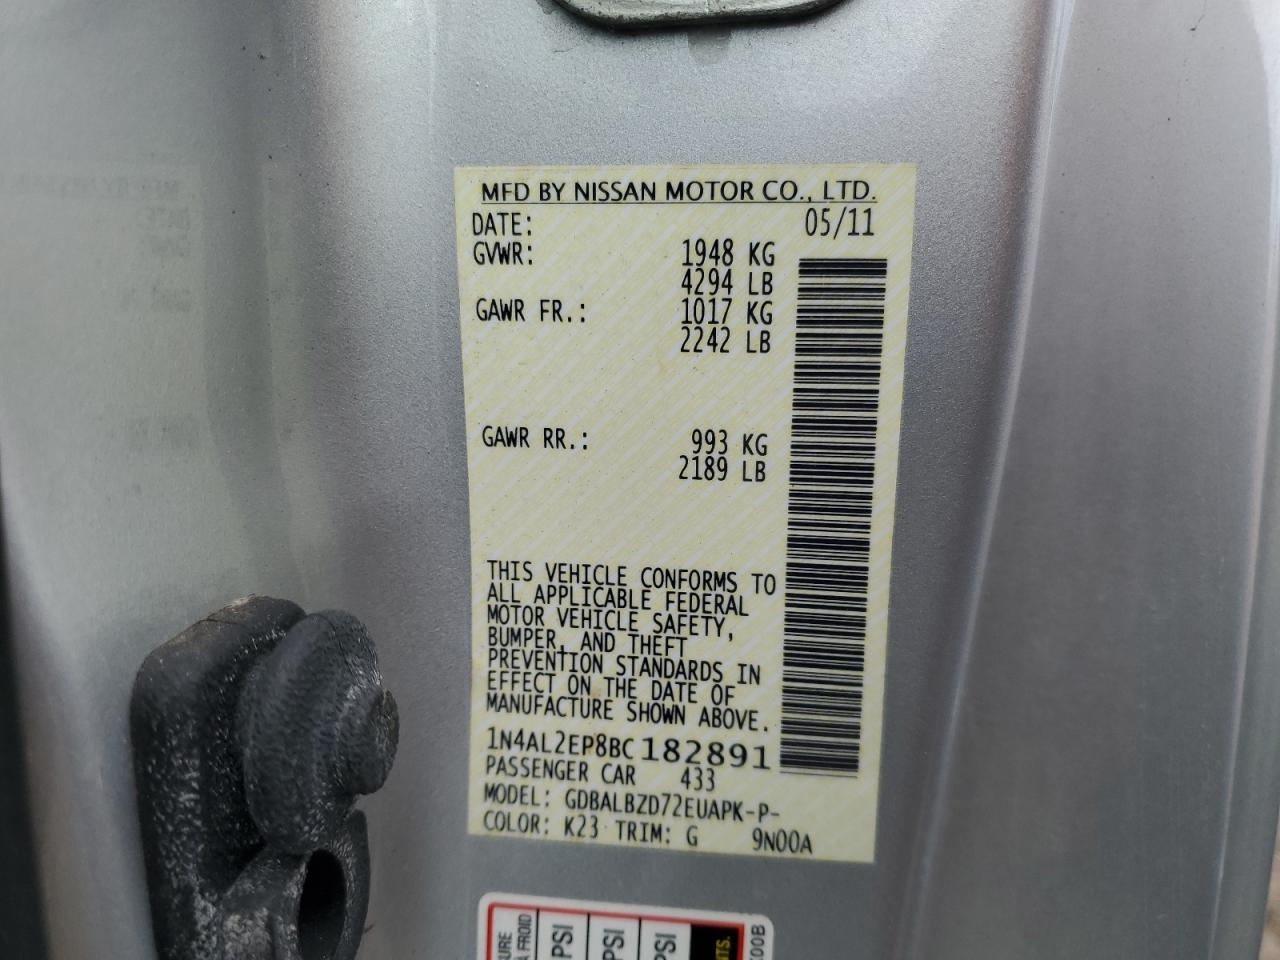 MFD BY NISSAN MOTOR CO., LTD.
DATE: 05/11
GVWR: 1948 KG
4294 LB
GAWR FR.: 1017 KG
2242 LB
GAWR RR.: 993 KG
2189 LB
THIS VEHICLE CONFORMS TO
ALL APPLICABLE FEDERAL
MOTOR VEHICLE SAFETY,
BUMPER, AND THEFT
PREVENTION STANDARDS IN
EFFECT ON THE DATE OF
MANUFACTURE SHOWN ABOVE.
1N4AL2EP8BC182891
PASSENGER CAR 433
MODEL: GDBALBZD72EUAPK-P-
COLOR: K23 TRIM: G 9N00A
FROID
PSI
PSI
PSI